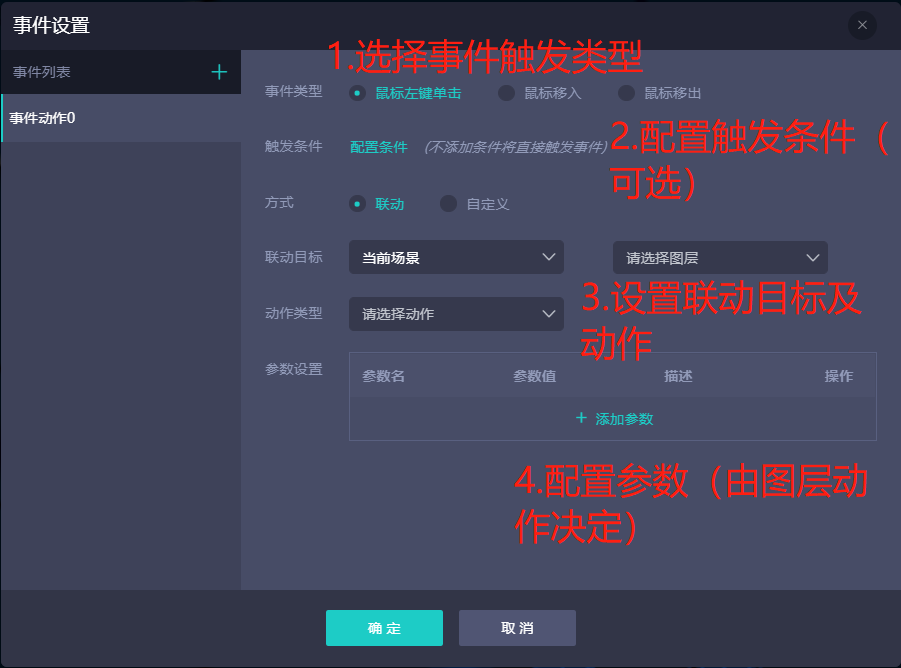 事件设置
事件列表 +
1.选择事件触发类型
事件类型 鼠标左键单击 鼠标移入 鼠标移出
事件动作0
触发条件 配置条件 (不添加条件将直接触发事件)
2.配置触发条件（
可选）
方式 联动 自定义
联动目标 当前场景 请选择图层
3.设置联动目标及
动作
动作类型 请选择动作
参数设置 参数名 参数值 描述 操作
+ 添加参数
4.配置参数（由图层动
作决定）
确定 取消